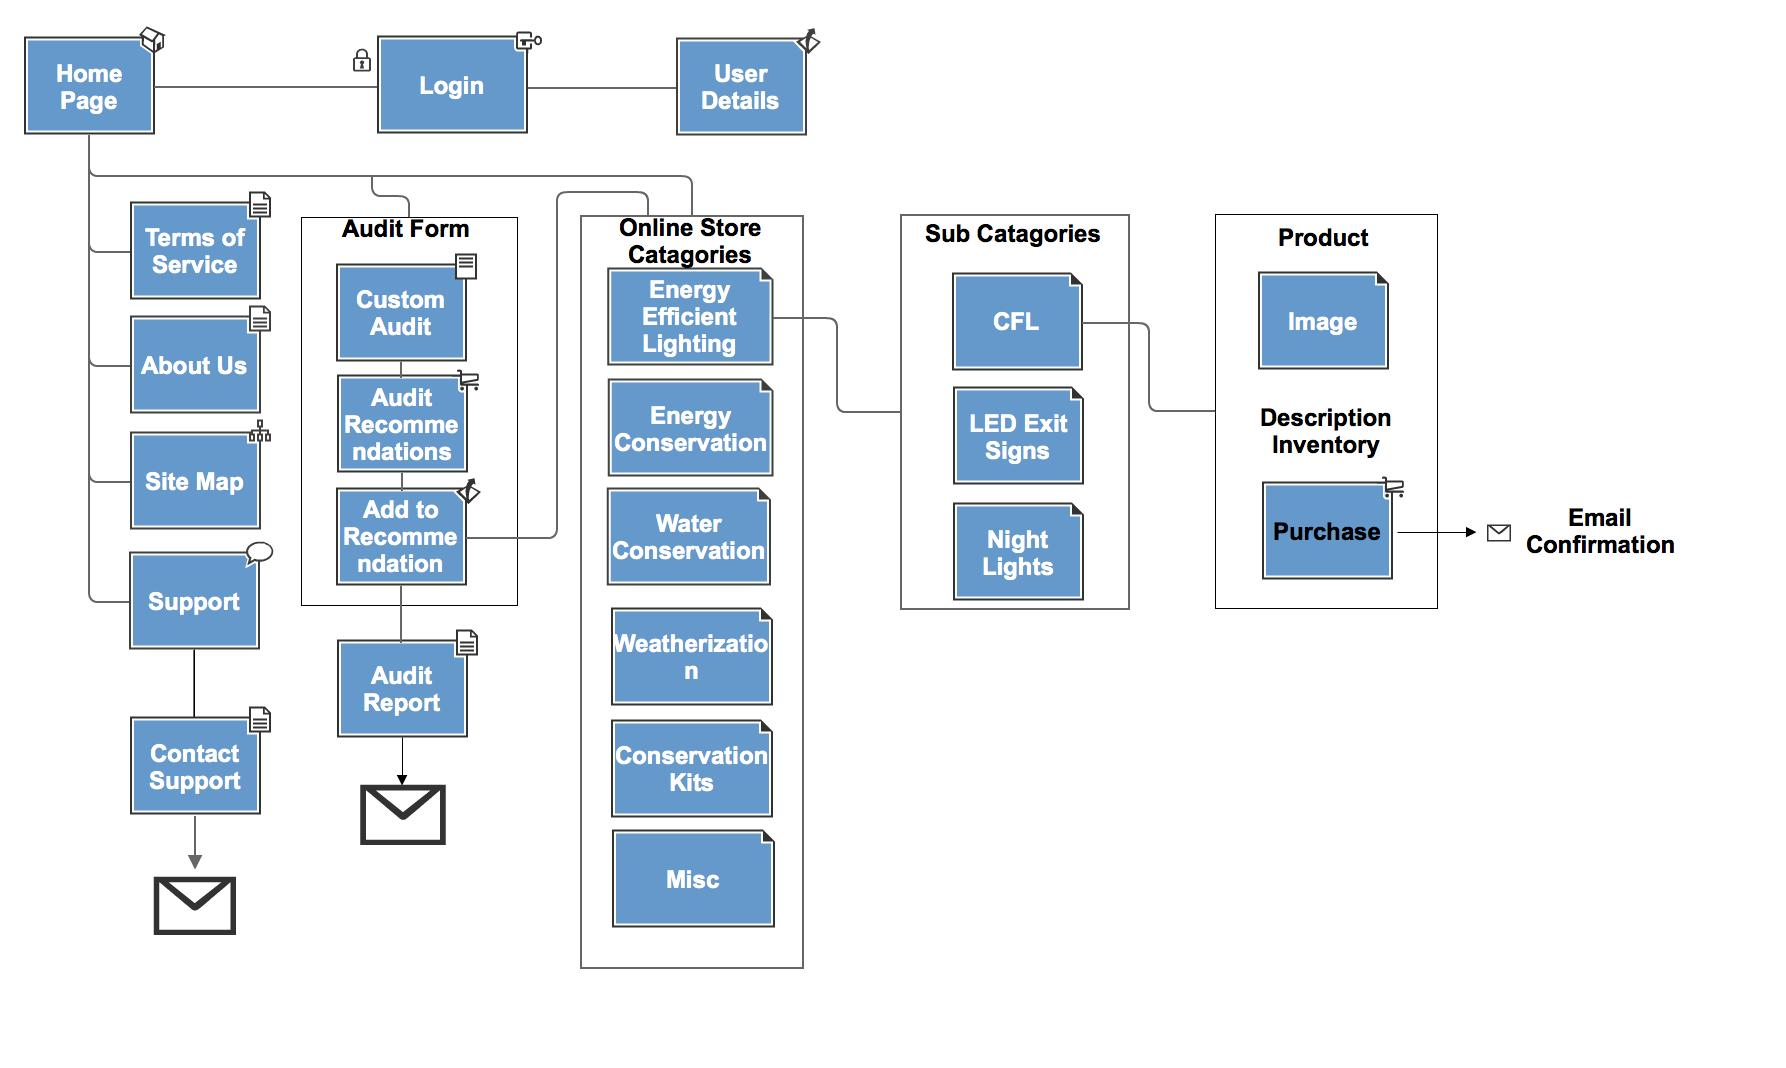 Home
Page
Login
User
Details
Terms of
Service
About Us
Site Map
Support
Contact
Support
Audit Form
Custom
Audit
Audit
Recomme
ndations
Add to
Recomme
ndation
Audit
Report
Online Store
Catagories
Energy
Efficient
Lighting
Energy
Conservation
Water
Conservation
Weatherizatio
n
Conservation
Kits
Misc
Sub Catagories
CFL
LED Exit
Signs
Night
Lights
Product
Image
Description
Inventory
Purchase
Email
Confirmation